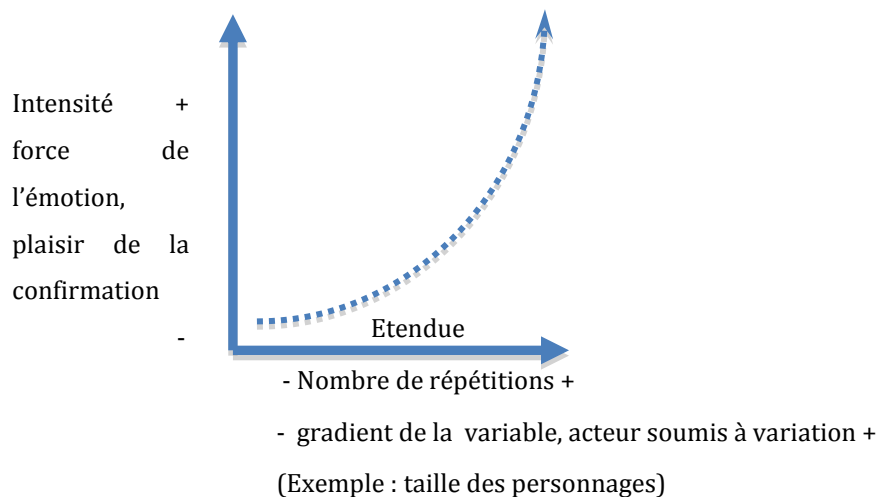 Intensité +
force de
l’émotion,
plaisir de la
confirmation
-
Etendue
- Nombre de répétitions +
- gradient de la variable, acteur soumis à variation +
(Exemple : taille des personnages)